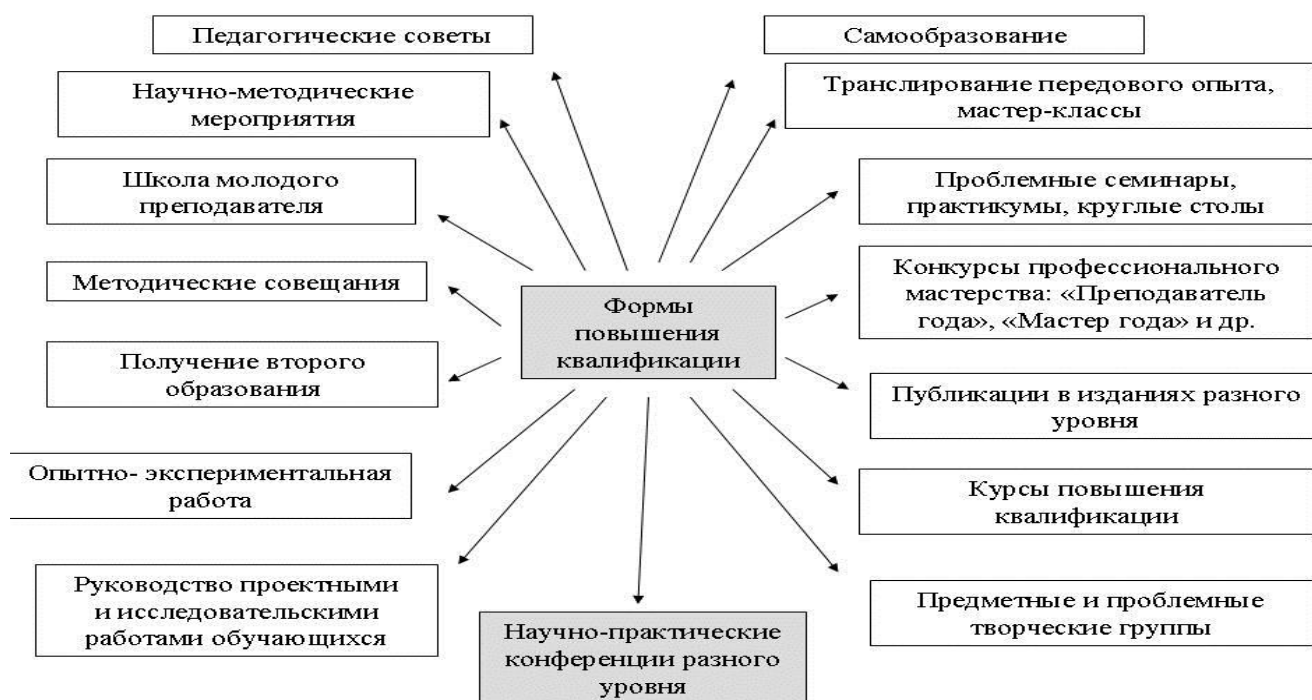 Педагогические советы
Самообразование
Научно-методические
мероприятия
Транслирование передового опыта,
мастер-классы
Школа молодого
преподавателя
Проблемные семинары,
практикумы, круглые столы
Методические совещания
Конкурсы профессионального
мастерства: «Преподаватель
года», «Мастер года» и др.
Формы
повышения
квалификации
Получение второго
образования
Публикации в изданиях разного
уровня
Опытно- экспериментальная
работа
Курсы повышения
квалификации
Руководство проектными
и исследовательскими
работами обучающихся
Предметные и проблемные
творческие группы
Научно-практические
конференции разного
уровня